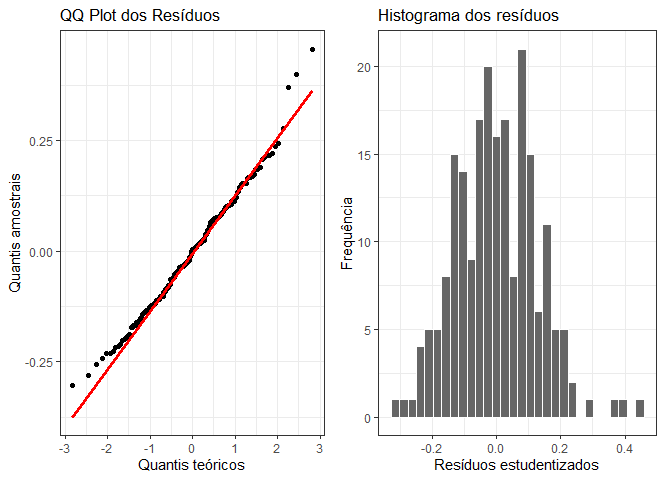 QQ Plot dos Resíduos
Quantis amostrais
0.25
0.00
-0.25
-3 -2 -1 0 1 2 3
Quantis teóricos
Histograma dos resíduos
Frequência
20
15
10
5
0
-0.2 0.0 0.2 0.4
Resíduos estudentizados